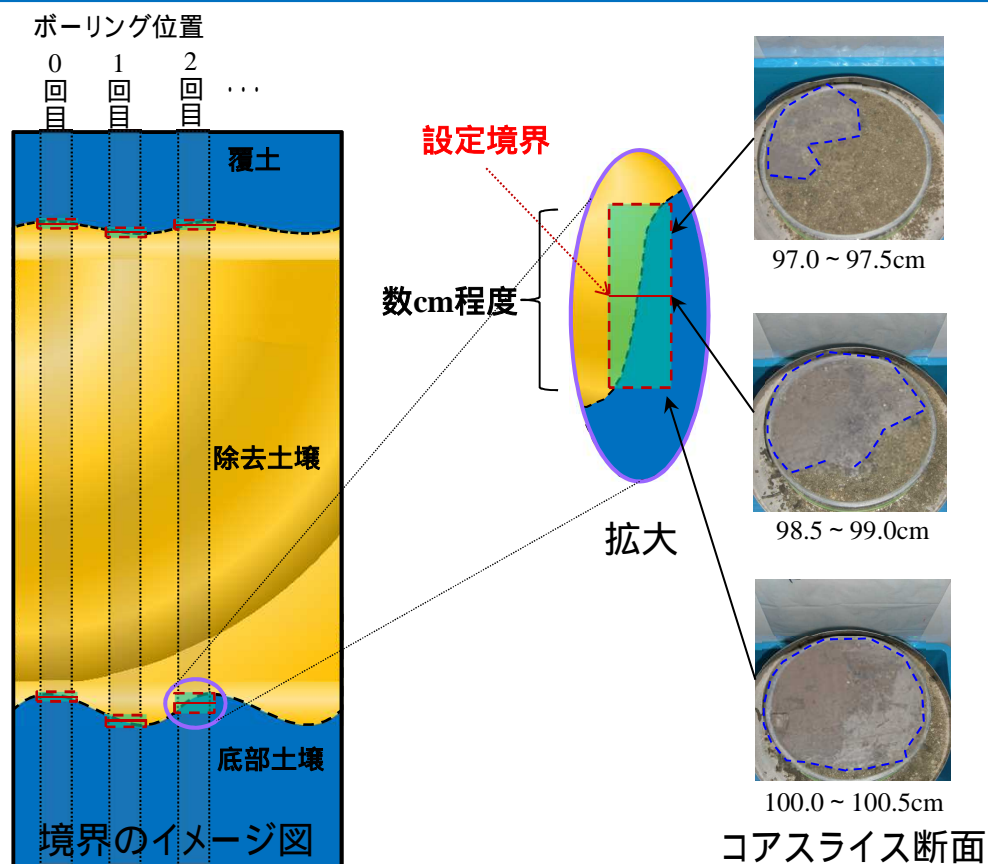 ボーリング位置
0回目
1回目
2回目
･･･
覆土
除去土壌
底部土壌
境界のイメージ図
設定境界
数cm程度
拡大
97.0 ~ 97.5cm
98.5 ~ 99.0cm
100.0 ~ 100.5cm
コアスライス断面